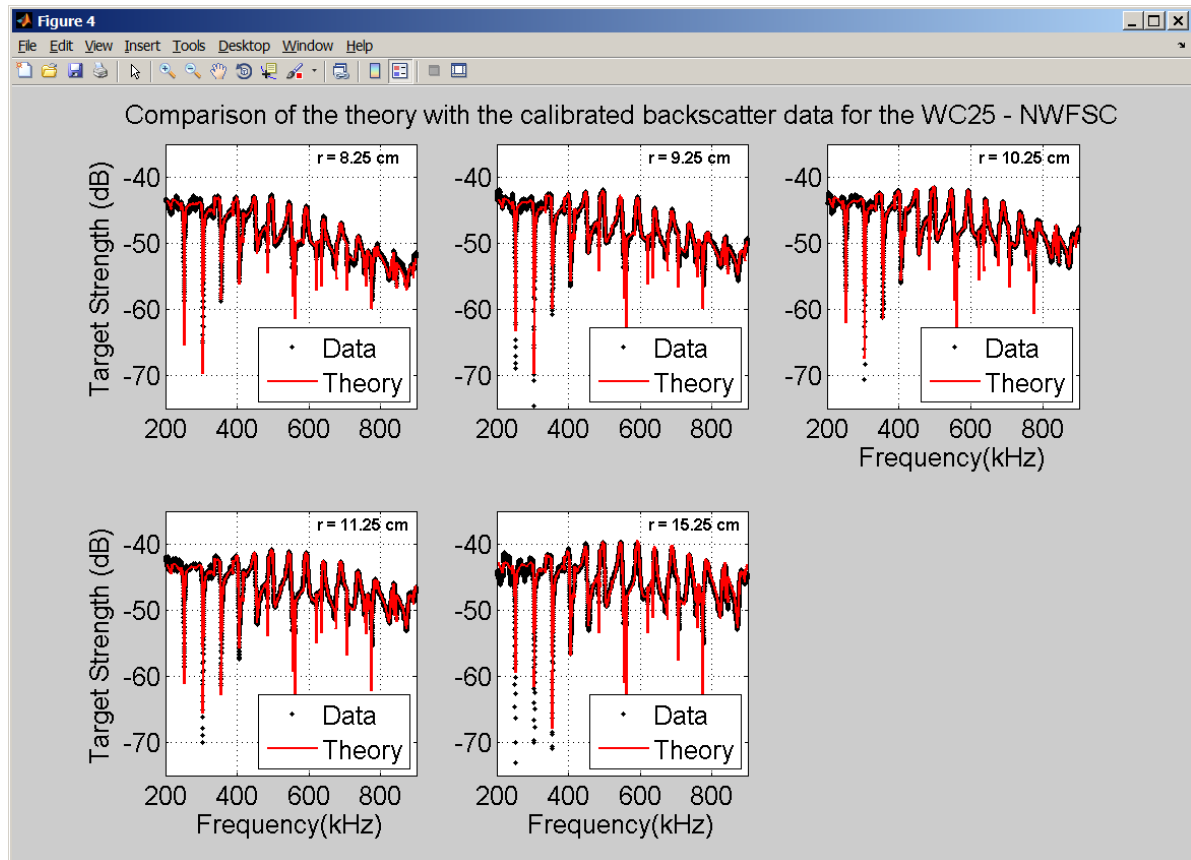 Figure 4
File Edit View Insert Tools Desktop Window Help
Comparison of the theory with the calibrated backscatter data for the WC25 - NWFSC
Target Strength (dB)
-40
-50
-60
-70
r = 8.25 cm
Data
Theory
200 400 600 800
-40
-50
-60
-70
r = 9.25 cm
Data
Theory
200 400 600 800
-40
-50
-60
-70
r = 10.25 cm
Data
Theory
200 400 600 800
Frequency(kHz)
Target Strength (dB)
-40
-50
-60
-70
r = 11.25 cm
Data
Theory
200 400 600 800
Frequency(kHz)
-40
-50
-60
-70
r = 15.25 cm
Data
Theory
200 400 600 800
Frequency(kHz)